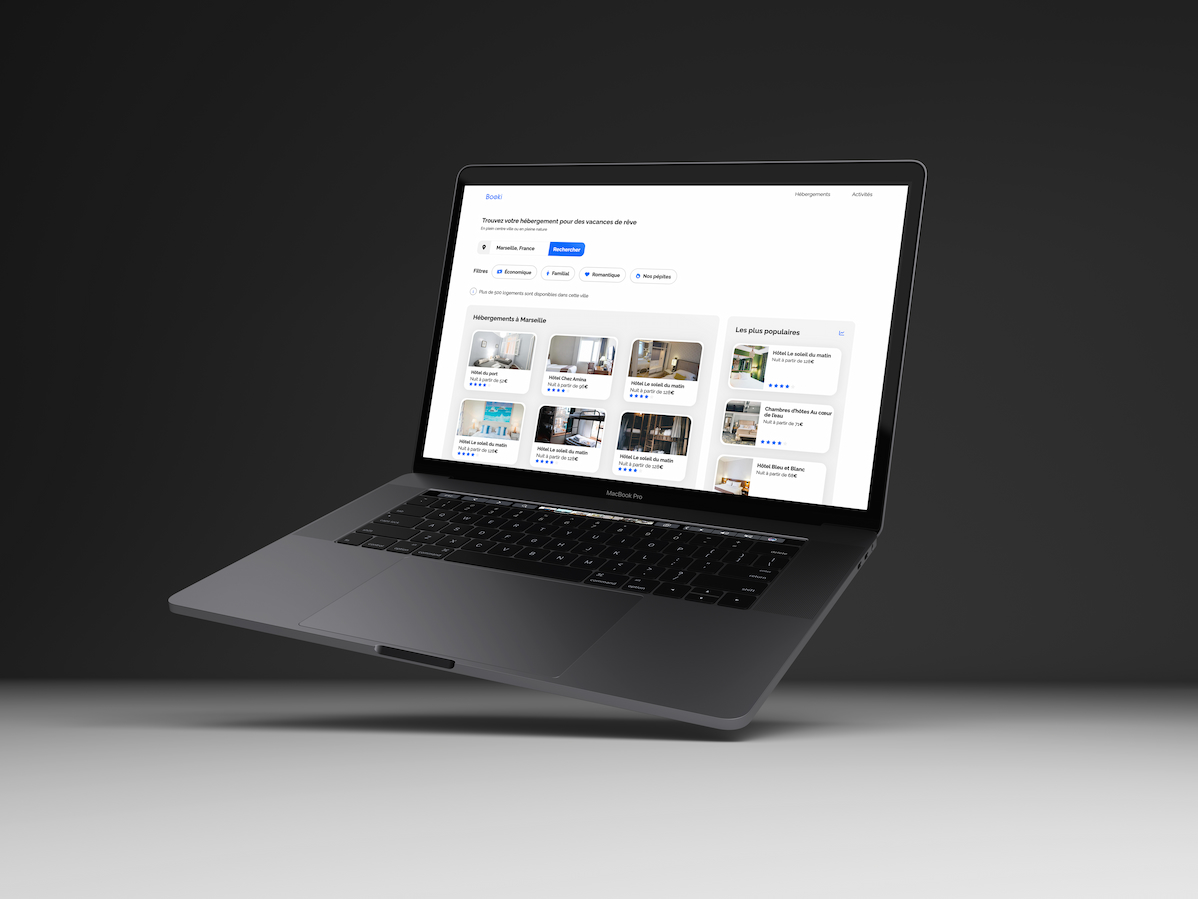 Booki
Hébergements
Activités
Trouvez votre hébergement pour des vacances de rêve
En plein centre-ville ou en pleine nature
Marseille, France
Rechercher
Filtres
Économique
Familial
Romantique
Nos pépites
Plus de 500 logements sont disponibles dans cette ville
Hébergements à Marseille
Hôtel du port
Nuit à partir de 52€
Hôtel Chez Amina
Nuit à partir de 96€
Hôtel Le soleil du matin
Nuit à partir de 128€
Hôtel Le soleil du matin
Nuit à partir de 128€
Hôtel Le soleil du matin
Nuit à partir de 128€
Hôtel Le soleil du matin
Nuit à partir de 128€
Les plus populaires
Hôtel Le soleil du matin
Nuit à partir de 128€
Chambres d'hôtes Au cœur
de l'eau
Nuit à partir de 71€
Hôtel Bleu et Blanc
Nuit à partir de 68€
MacBook Pro
delete
return
shift
command
option